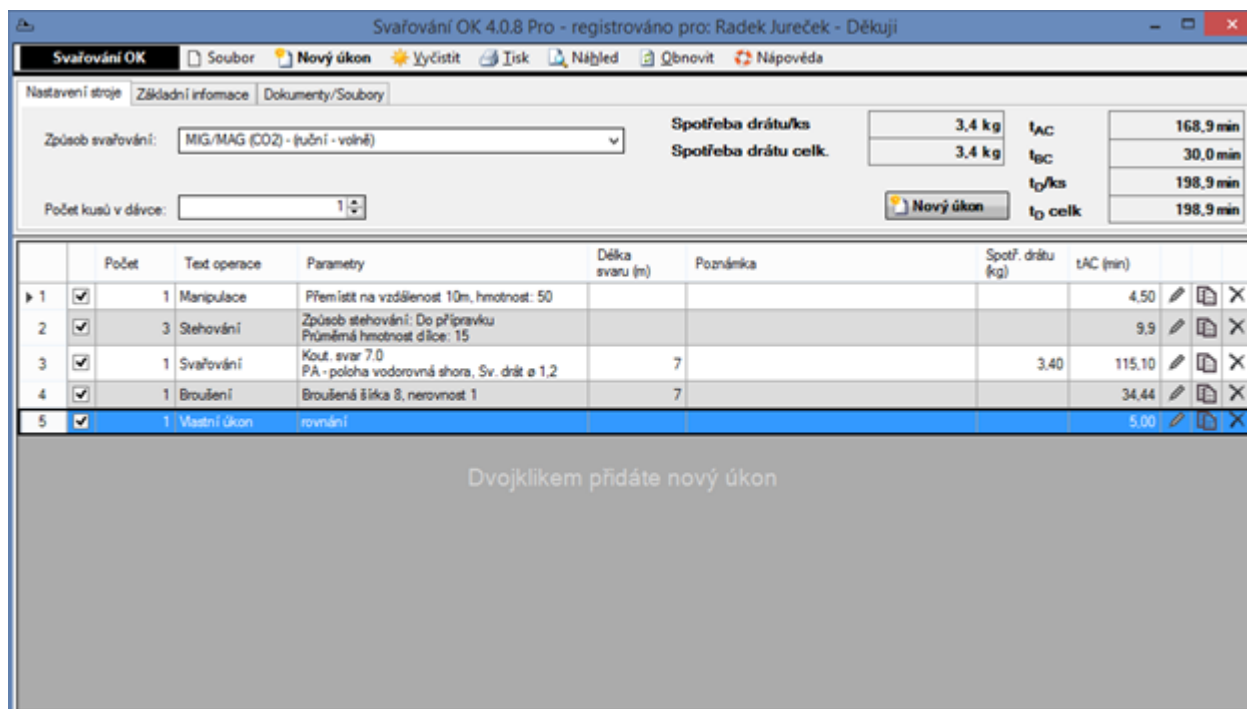 Svařování OK 4.0.8 Pro - registrováno pro: Radek Jureček - Děkuji
Svařování OK Soubor Nový úkon Vyčistit Tisk Náhled Obnovit Nápověda
Nastavení stroje Základní informace Dokumenty/Soubory
Způsob svařování: MIG/MAG (CO2) - (ruční - volně)
Spotřeba drátu/ks 3,4 kg tAC 168,9 min
Spotřeba drátu celk. 3,4 kg tBC 30,0 min
tD/ks 198,9 min
Počet kusů v dávce: 1 Nový úkon tD celk 198,9 min
Počet Text operace Parametry Délka svaru (m) Poznámka Spotř. drátu (kg) tAC (min)
1 1 Manipulace Přemístit na vzdálenost 10m, hmotnost: 50 4,50
2 3 Stehování Způsob stehování: Do přípravku 9,9
Průměrná hmotnost dílce: 15
3 1 Svařování Kout. svar 7.0 7 3,40 115,10
PA - poloha vodorovná shora, Sv. drát ø 1,2
4 1 Broušení Broušená šířka 8, nerovnost 1 7 34,44
5 1 Vlastní úkon rovnání 5,00
Dvojklikem přidáte nový úkon